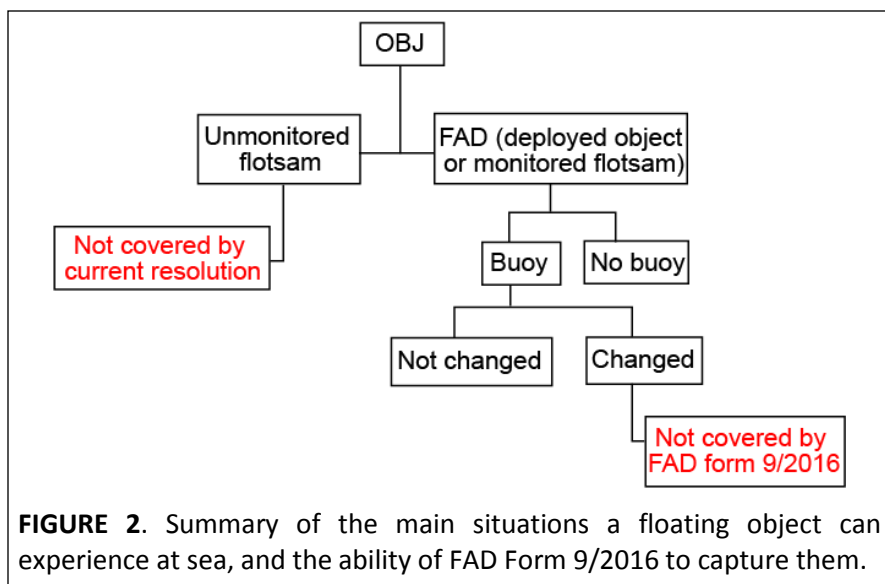 OBJ
Unmonitored
flotsam
FAD (deployed object
or monitored flotsam)
Not covered by
current resolution
Buoy
No buoy
Not changed
Changed
Not covered by
FAD form 9/2016
FIGURE 2. Summary of the main situations a floating object can
experience at sea, and the ability of FAD Form 9/2016 to capture them.